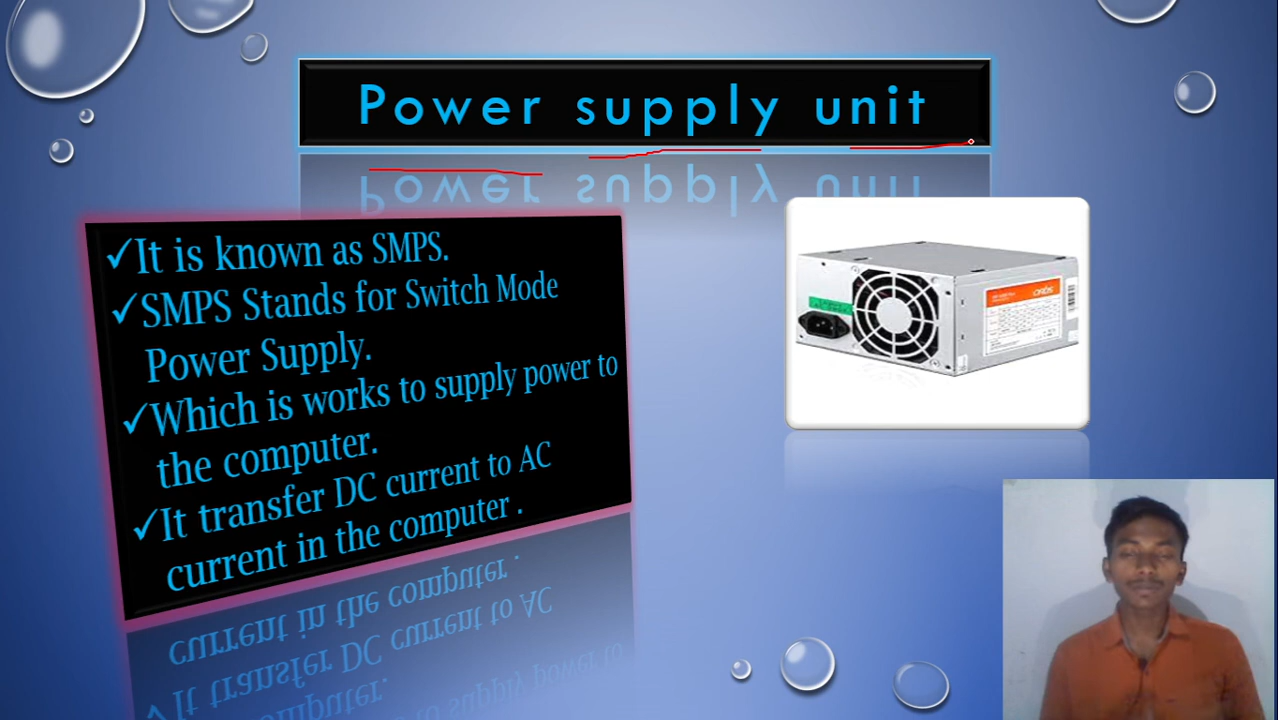 Power supply unit
✓It is known as SMPS.
✓SMPS Stands for Switch Mode
Power Supply.
✓Which is works to supply power to
the computer.
✓It transfer DC current to AC
current in the computer .